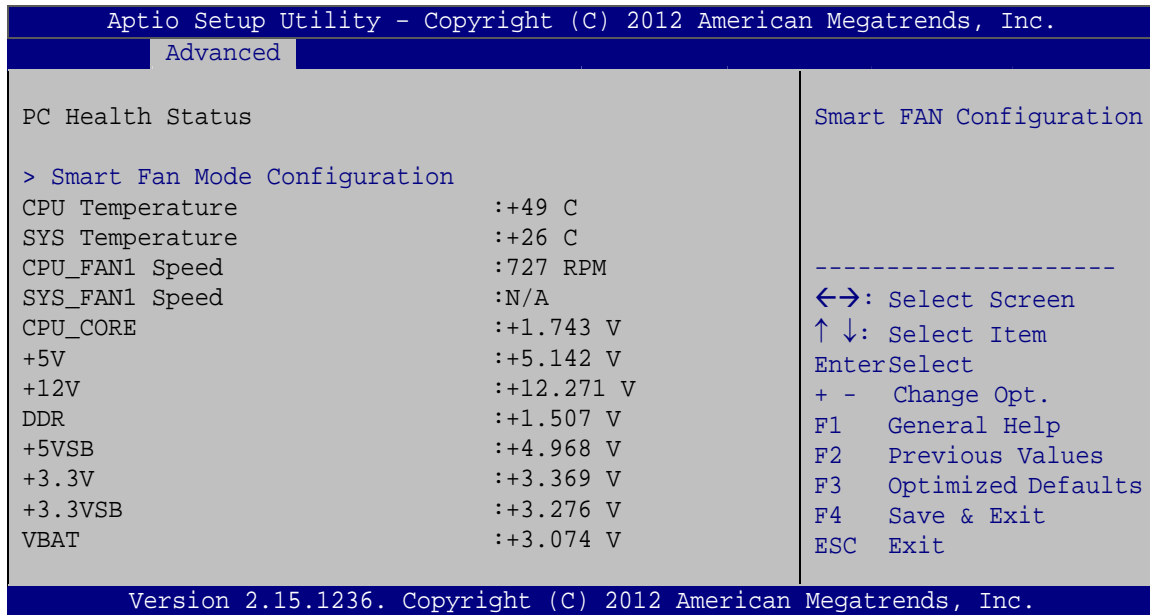 Aptio Setup Utility – Copyright (C) 2012 American Megatrends, Inc.
Advanced
PC Health Status
> Smart Fan Mode Configuration
CPU Temperature :+49 C
SYS Temperature :+26 C
CPU_FAN1 Speed :727 RPM
SYS_FAN1 Speed :N/A
CPU_CORE :+1.743 V
+5V :+5.142 V
+12V :+12.271 V
DDR :+1.507 V
+5VSB :+4.968 V
+3.3V :+3.369 V
+3.3VSB :+3.276 V
VBAT :+3.074 V
Smart FAN Configuration
---------------------
←→: Select Screen
↑ ↓: Select Item
EnterSelect
+ - Change Opt.
F1 General Help
F2 Previous Values
F3 Optimized Defaults
F4 Save & Exit
ESC Exit
Version 2.15.1236. Copyright (C) 2012 American Megatrends, Inc.